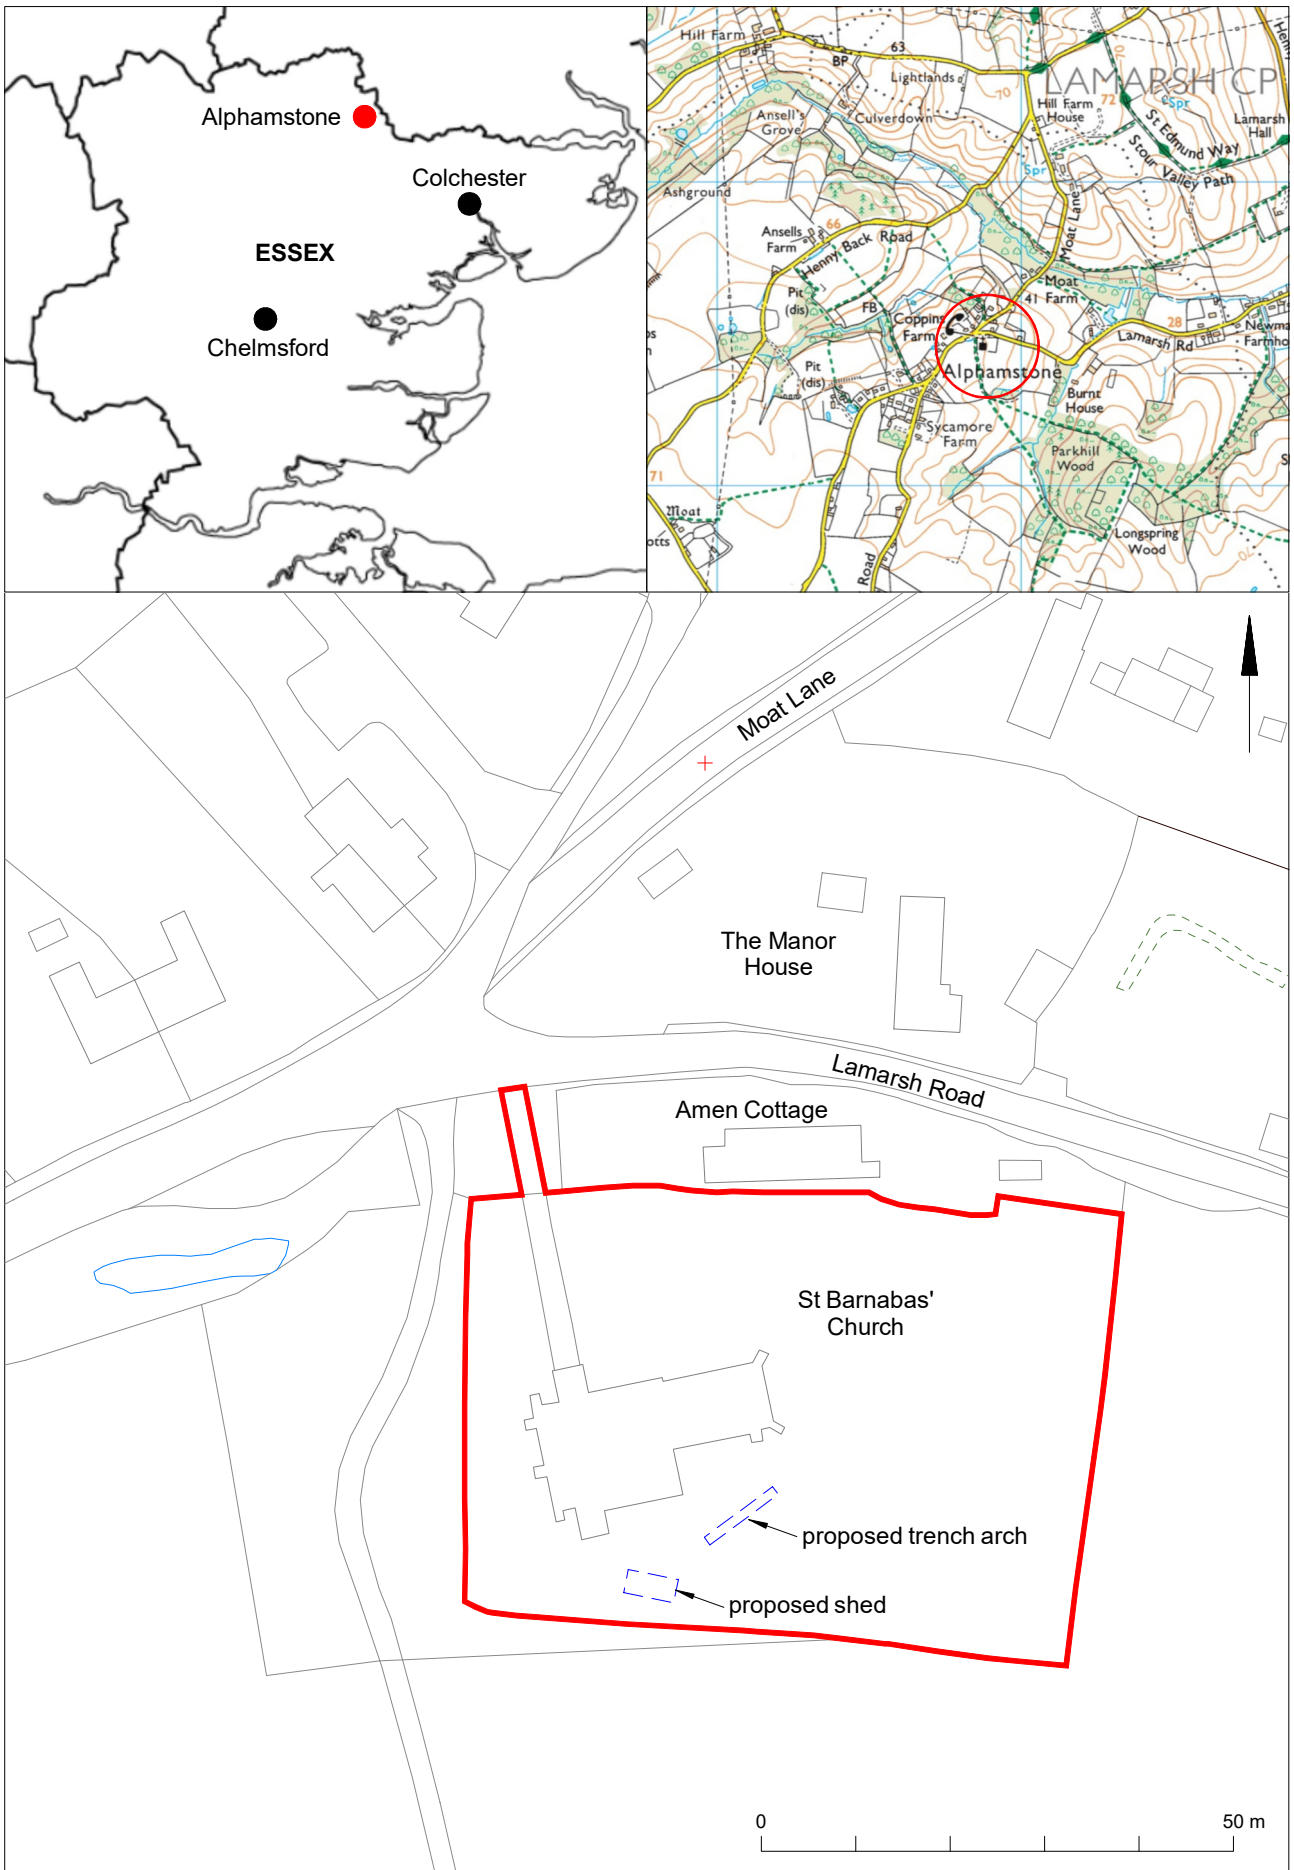 Alphamstone
Colchester
ESSEX
Chelmsford
Hill Farm
BP
63
Lightlands
70
LAMARSH CP
72
Spr
Ansell's
Grove
Culverdown
Hill Farm
House
St Edmund Way
Stour Valley Path
Lamarsh
Hall
Ashground
Spr
Moat Lane
Ansells
Farm
66
Henny Back Road
Pit
(dis)
FB
Coppins
Farm
Moat
Farm
41
28
Lamarsh Rd
Alphamstone
Pit
(dis)
Burnt
House
Sycamore
Farm
Parkhill
Wood
71
Moat
otts
Longspring
Wood
Road
70
Moat Lane
The Manor
House
Lamarsh Road
Amen Cottage
St Barnabas'
Church
proposed trench arch
proposed shed
0
50 m